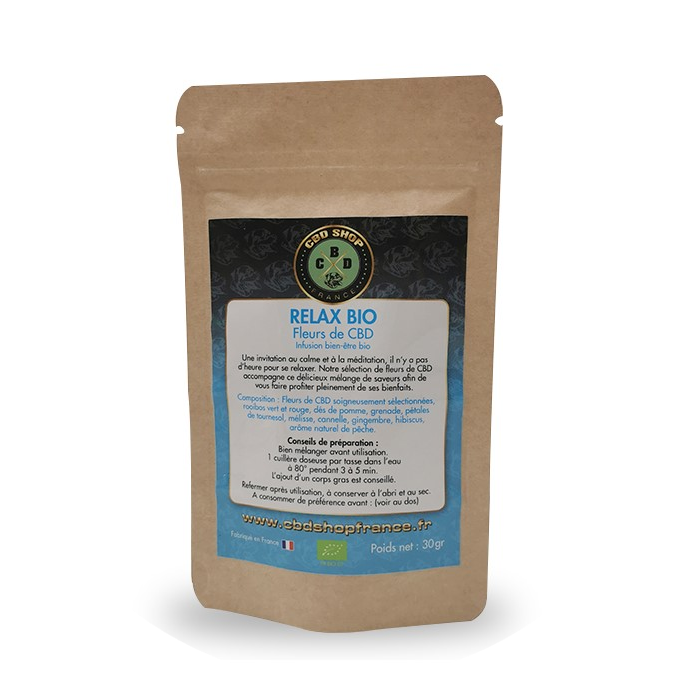 CBD SHOP
C B D
FRANCE
RELAX BIO
Fleurs de CBD
Infusion bien-être bio
Une invitation au calme et à la méditation, il n'y a pas
d'heure pour se relaxer. Notre sélection de fleurs de CBD
accompagne ce délicieux mélange de saveurs afin de
vous faire profiter pleinement de ses bienfaits.
Composition : Fleurs de CBD soigneusement sélectionnées,
rooibos vert et rouge, dés de pomme, grenade, pétales
de tournesol, mélisse, cannelle, gingembre, hibiscus,
arôme naturel de pêche.
Conseils de préparation :
Bien mélanger avant utilisation.
1 cuillère doseuse par tasse dans l'eau
à 80° pendant 3 à 5 min.
L'ajout d'un corps gras est conseillé.
Refermer après utilisation, à conserver à l'abri et au sec.
A consommer de préférence avant : (voir au dos)
www.cbdshopfrance.fr
Fabriqué en France
Poids net : 30gr